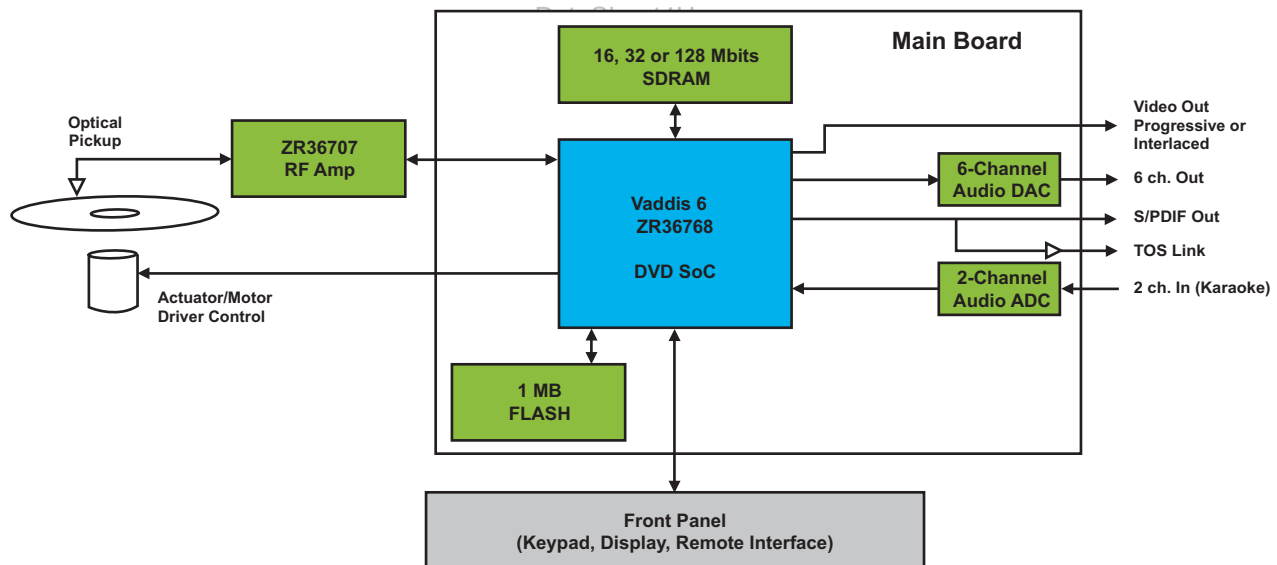 Main Board
16, 32 or 128 Mbits
SDRAM
Optical
Pickup
ZR36707
RF Amp
Video Out
Progressive or
Interlaced
6-Channel
Audio DAC
6 ch. Out
Vaddis 6
ZR36768
DVD SoC
S/PDIF Out
TOS Link
2-Channel
Audio ADC
2 ch. In (Karaoke)
Actuator/Motor
Driver Control
1 MB
FLASH
Front Panel
(Keypad, Display, Remote Interface)